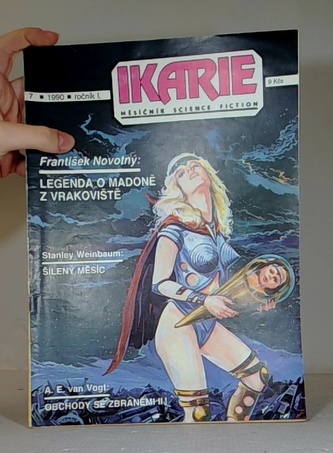 7 ■ 1990 ■ ročník I.
IKARIE
9 Kčs
MĚSÍČNÍK SCIENCE FICTION
František Novotný:
LEGENDA O MADONĚ
Z VRAKOVIŠTĚ
Stanley Weinbaum:
ŠÍLENÝ MĚSÍC
A. E. van Vogt:
OBCHODY SE ZBRANĚMI II.